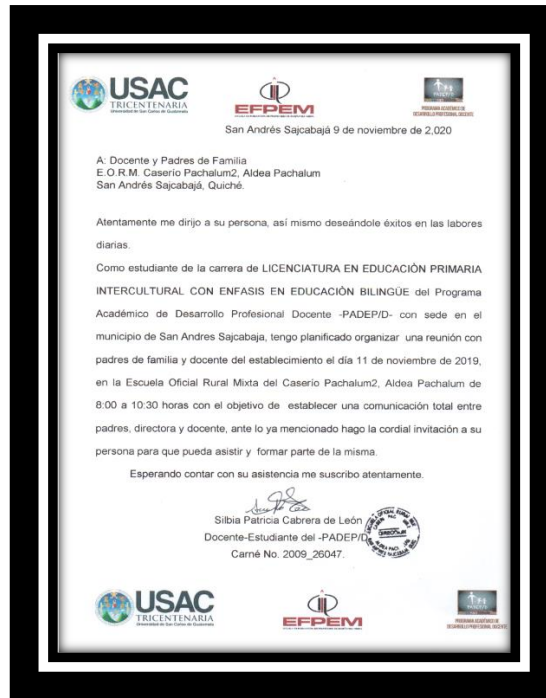 USAC
TRICENTENARIA
Universidad de San Carlos de Guatemala
EFPEM
PROGRAMA ACADÉMICO DE
DESARROLLO PROFESIONAL DOCENTE
San Andrés Sajcabajá 9 de noviembre de 2,020
A: Docente y Padres de Familia
E.O.R.M. Caserío Pachalum2, Aldea Pachalum
San Andrés Sajcabajá, Quiché.
Atentamente me dirijo a su persona, así mismo deseándole éxitos en las labores
diarias.
Como estudiante de la carrera de LICENCIATURA EN EDUCACIÓN PRIMARIA
INTERCULTURAL CON ENFASIS EN EDUCACIÓN BILINGÜE del Programa
Académico de Desarrollo Profesional Docente -PADEP/D- con sede en el
municipio de San Andres Sajcabaja, tengo planificado organizar una reunión con
padres de familia y docente del establecimiento el día 11 de noviembre de 2019,
en la Escuela Oficial Rural Mixta del Caserío Pachalum2, Aldea Pachalum de
8:00 a 10:30 horas con el objetivo de establecer una comunicación total entre
padres, directora y docente, ante lo ya mencionado hago la cordial invitación a su
persona para que pueda asistir y formar parte de la misma.
Esperando contar con su asistencia me suscribo atentamente.
Silbia Patricia Cabrera de León
Docente-Estudiante del -PADEP/D
Carné No. 2009_26047.
USAC
TRICENTENARIA
Universidad de San Carlos de Guatemala
EFPEM
PROGRAMA ACADÉMICO DE
DESARROLLO PROFESIONAL DOCENTE